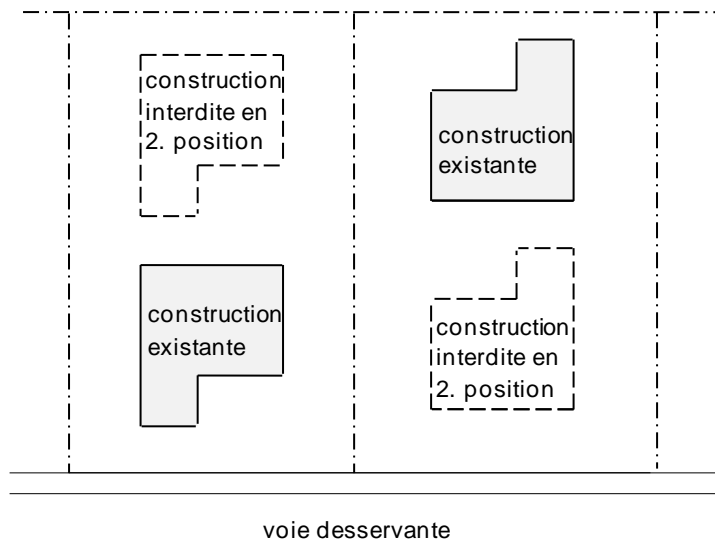 construction
interdite en
2. position
construction
existante
construction
existante
construction
interdite en
2. position
voie desservante